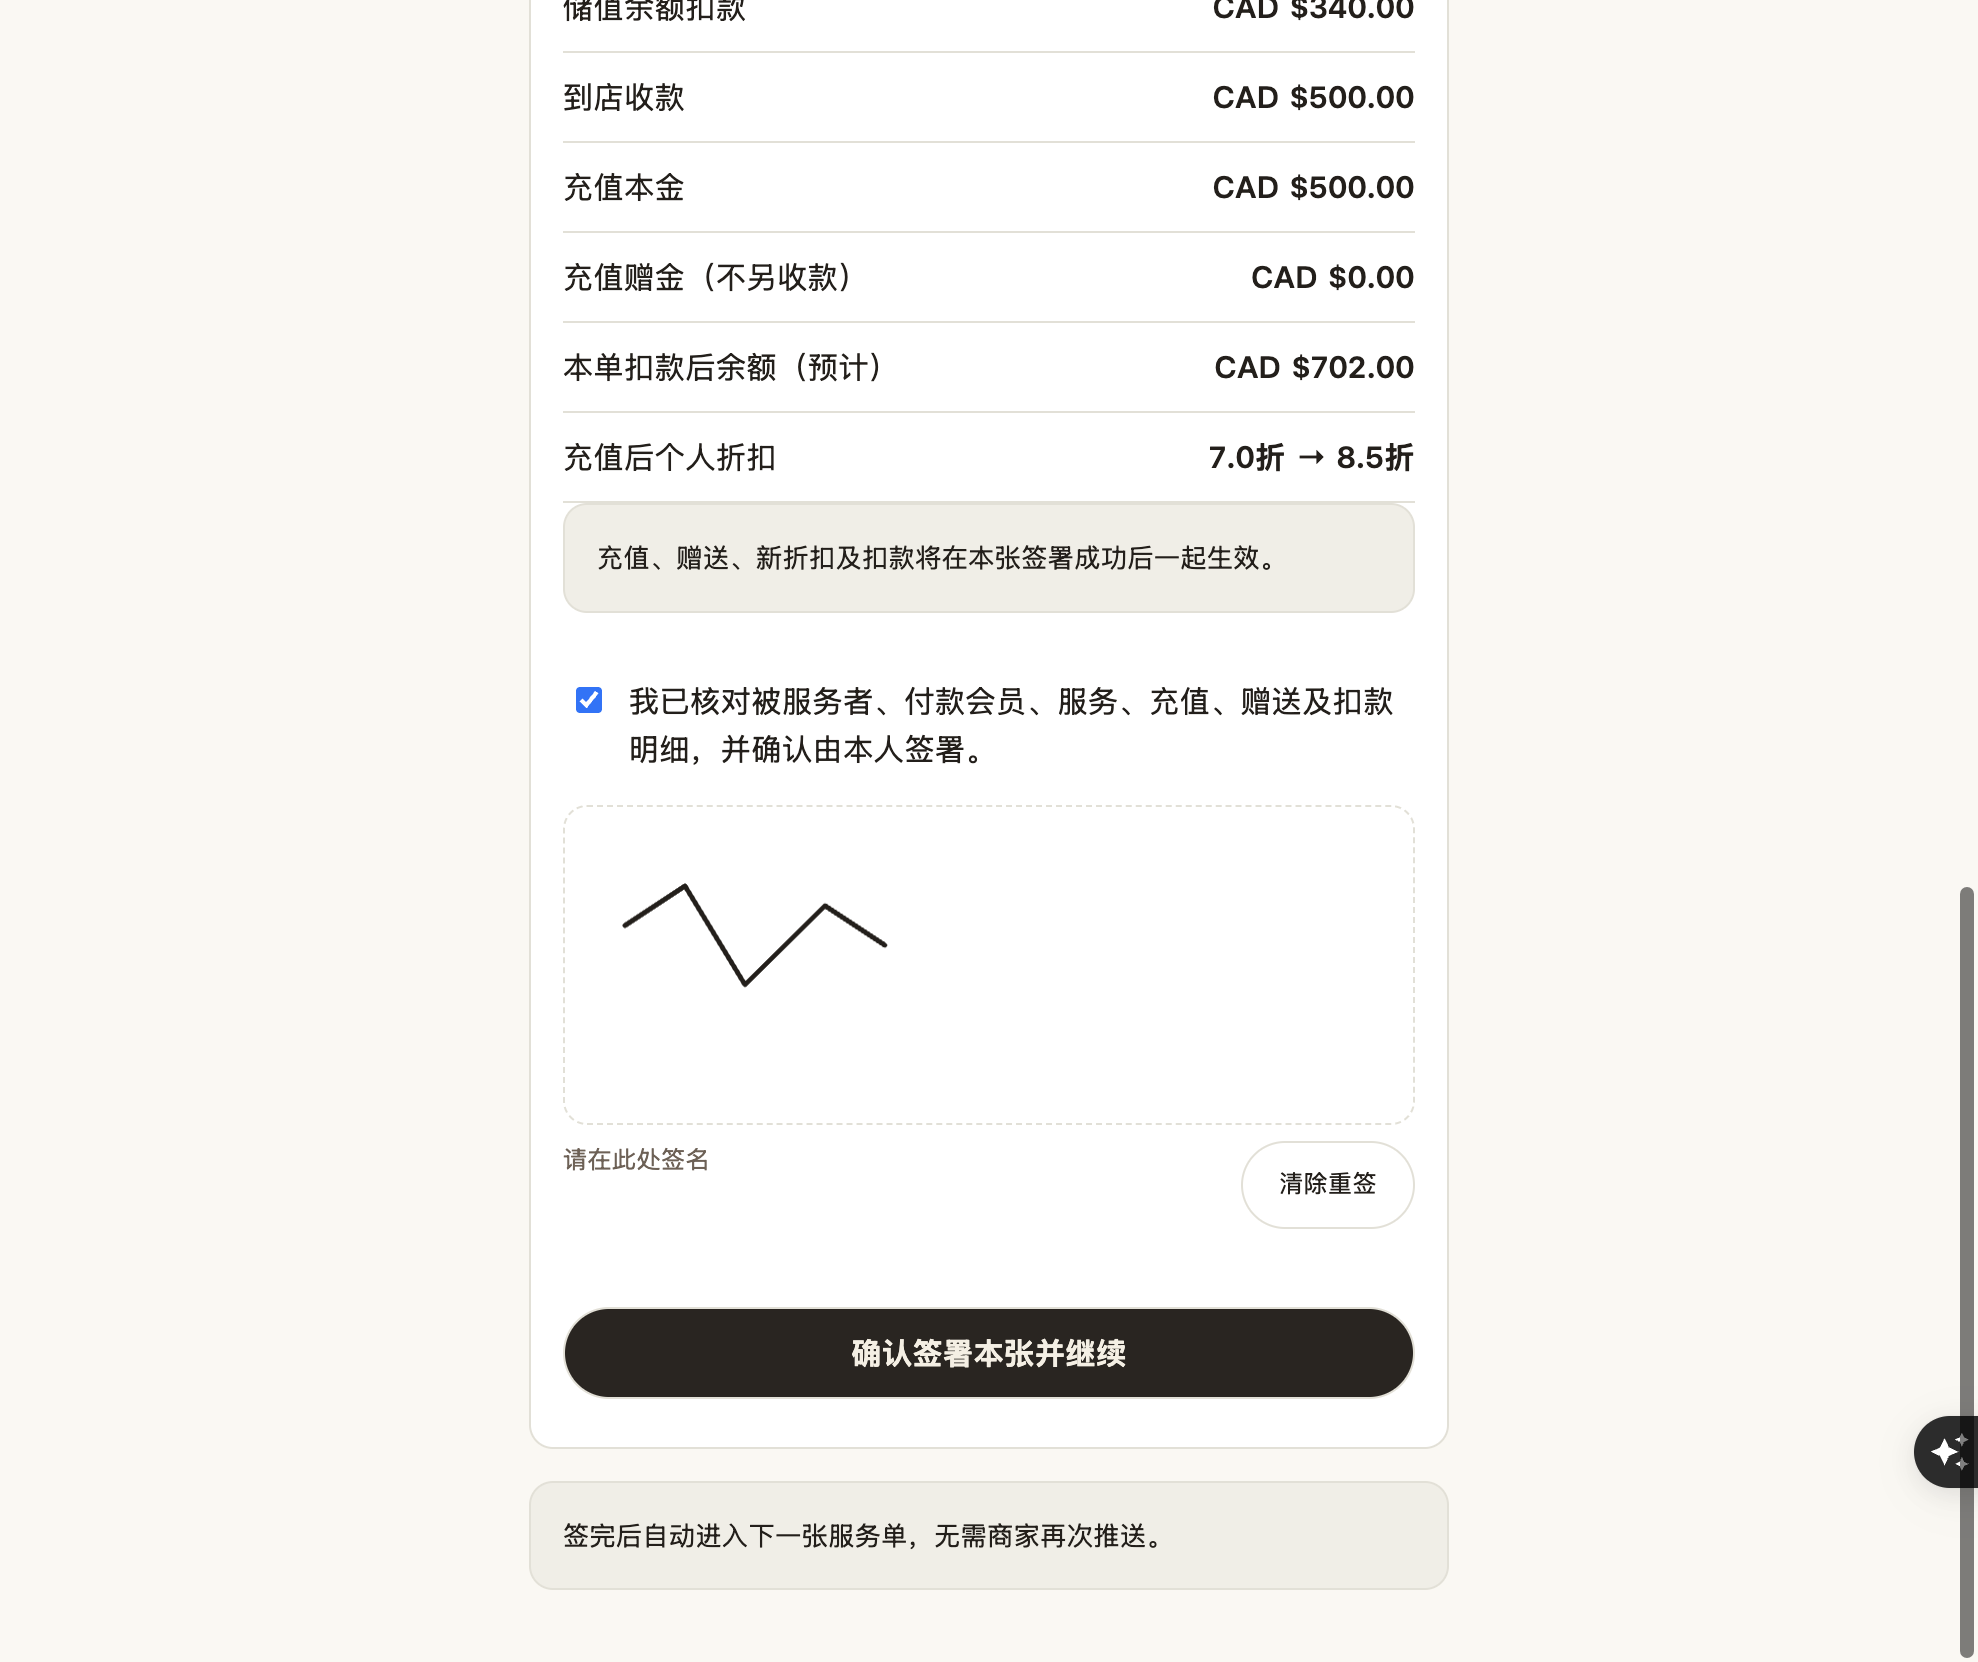 储值余额扣款 CAD $340.00
到店收款 CAD $500.00
充值本金 CAD $500.00
充值赠金（不另收款） CAD $0.00
本单扣款后余额（预计） CAD $702.00
充值后个人折扣 7.0折 → 8.5折
充值、赠送、新折扣及扣款将在本张签署成功后一起生效。
我已核对被服务者、付款会员、服务、充值、赠送及扣款
明细，并确认由本人签署。
请在此处签名
清除重签
确认签署本张并继续
签完后自动进入下一张服务单，无需商家再次推送。